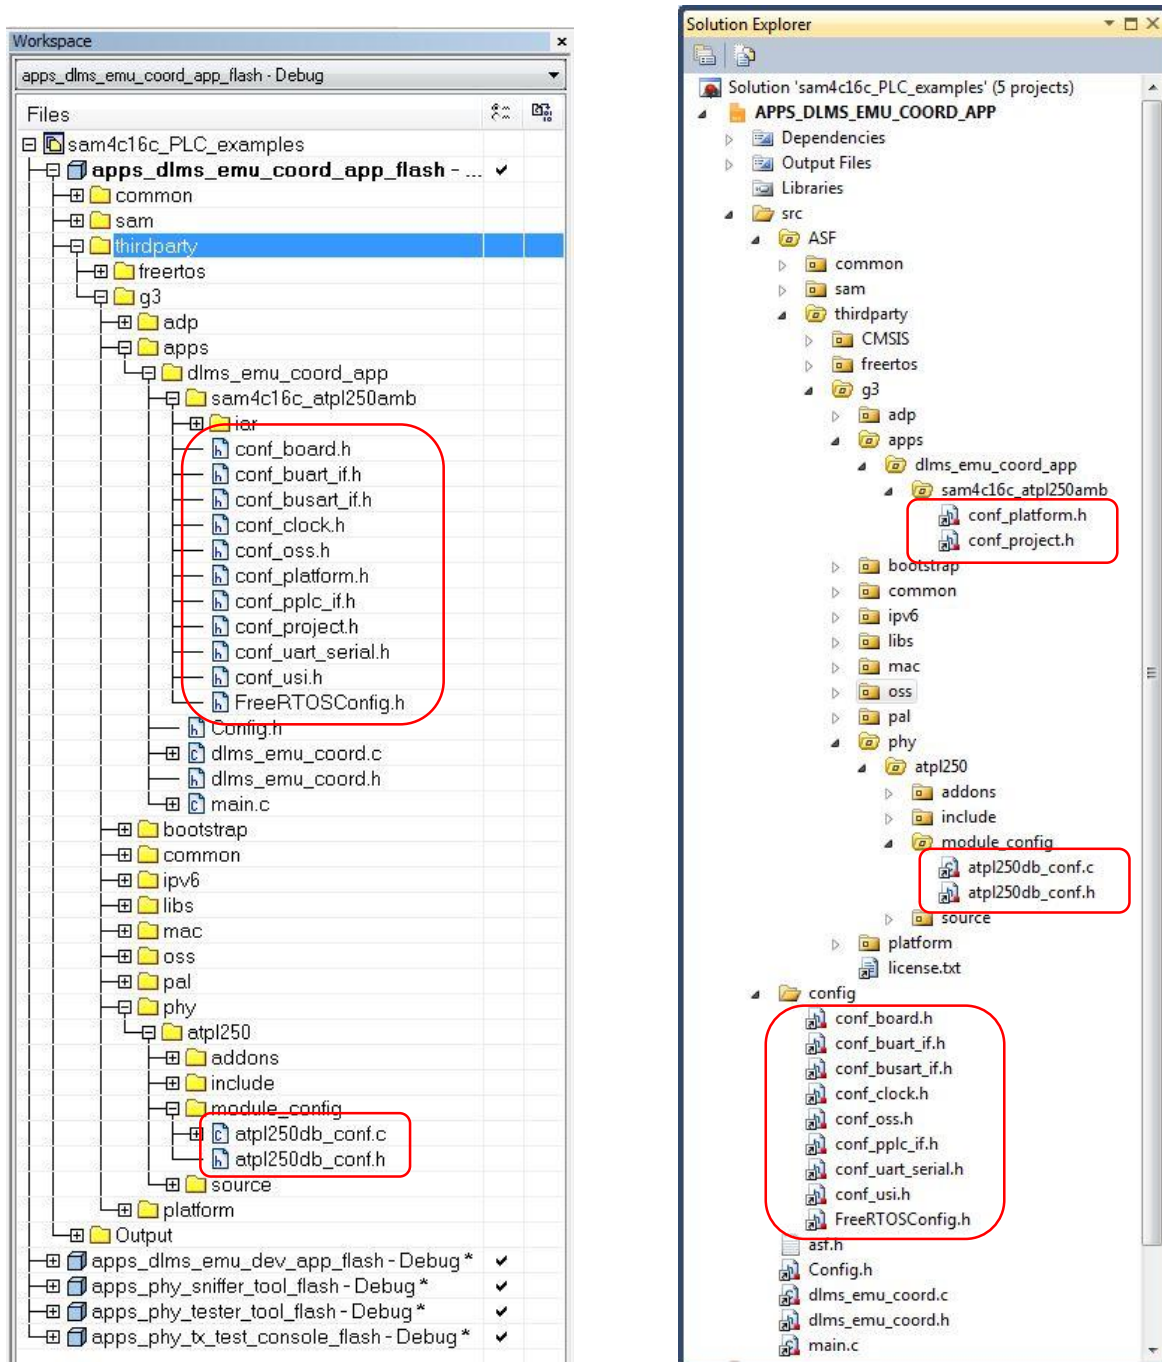 Workspace
apps_dlms_emu_coord_app_flash - Debug
Files
sam4c16c_PLC_examples
apps_dlms_emu_coord_app_flash - ...
common
sam
thirdparty
freertos
g3
adp
apps
dlms_emu_coord_app
sam4c16c_atpl250amb
iar
conf_board.h
conf_buart_if.h
conf_busart_if.h
conf_clock.h
conf_oss.h
conf_platform.h
conf_pplc_if.h
conf_project.h
conf_uart_serial.h
conf_usi.h
FreeRTOSConfig.h
Config.h
dlms_emu_coord.c
dlms_emu_coord.h
main.c
bootstrap
common
ipv6
libs
mac
oss
pal
phy
atpl250
addons
include
module_config
atpl250db_conf.c
atpl250db_conf.h
source
platform
Output
apps_dlms_emu_dev_app_flash - Debug *
apps_phy_sniffer_tool_flash - Debug *
apps_phy_tester_tool_flash - Debug *
apps_phy_tx_test_console_flash - Debug *
Solution Explorer
Solution 'sam4c16c_PLC_examples' (5 projects)
APPS_DLMS_EMU_COORD_APP
Dependencies
Output Files
Libraries
src
ASF
common
sam
thirdparty
CMSIS
freertos
g3
adp
apps
dlms_emu_coord_app
sam4c16c_atpl250amb
conf_platform.h
conf_project.h
bootstrap
common
ipv6
libs
mac
oss
pal
phy
atpl250
addons
include
module_config
atpl250db_conf.c
atpl250db_conf.h
source
platform
license.txt
config
conf_board.h
conf_buart_if.h
conf_busart_if.h
conf_clock.h
conf_oss.h
conf_pplc_if.h
conf_uart_serial.h
conf_usi.h
FreeRTOSConfig.h
asf.h
Config.h
dlms_emu_coord.c
dlms_emu_coord.h
main.c